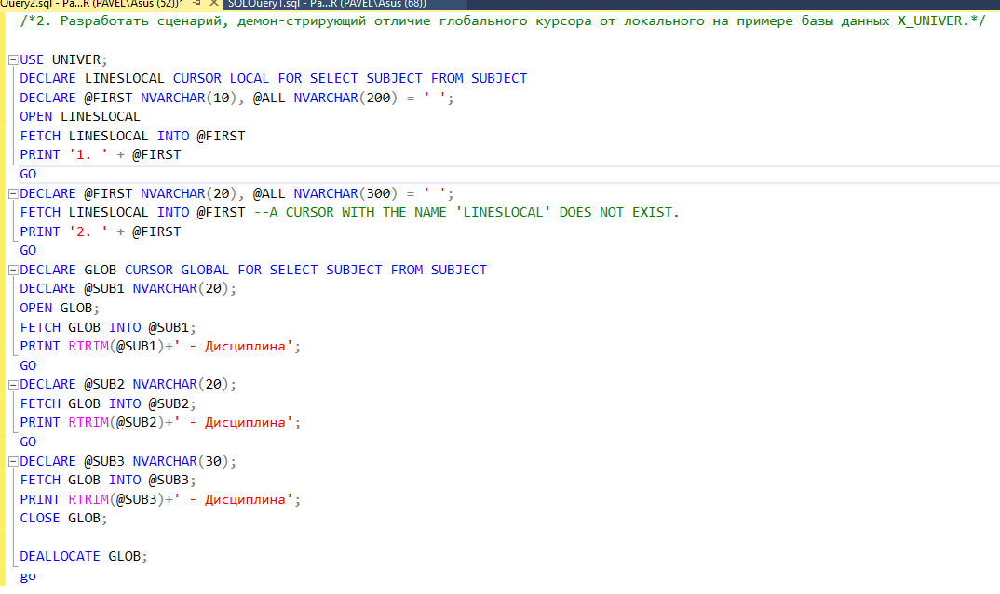 Query2.sql - Pa...R (PAVEL\Asus (52))*
SQLQuery1.sql - Pa...R (PAVEL\Asus (68))
/*2. Разработать сценарий, демон-стрирующий отличие глобального курсора от локального на примере базы данных X_UNIVER.*/
USE UNIVER;
DECLARE LINESLOCAL CURSOR LOCAL FOR SELECT SUBJECT FROM SUBJECT
DECLARE @FIRST NVARCHAR(10), @ALL NVARCHAR(200) = ' ';
OPEN LINESLOCAL
FETCH LINESLOCAL INTO @FIRST
PRINT '1. ' + @FIRST
GO
DECLARE @FIRST NVARCHAR(20), @ALL NVARCHAR(300) = ' ';
FETCH LINESLOCAL INTO @FIRST --A CURSOR WITH THE NAME 'LINESLOCAL' DOES NOT EXIST.
PRINT '2. ' + @FIRST
GO
DECLARE GLOB CURSOR GLOBAL FOR SELECT SUBJECT FROM SUBJECT
DECLARE @SUB1 NVARCHAR(20);
OPEN GLOB;
FETCH GLOB INTO @SUB1;
PRINT RTRIM(@SUB1)+' - Дисциплина';
GO
DECLARE @SUB2 NVARCHAR(20);
FETCH GLOB INTO @SUB2;
PRINT RTRIM(@SUB2)+' - Дисциплина';
GO
DECLARE @SUB3 NVARCHAR(30);
FETCH GLOB INTO @SUB3;
PRINT RTRIM(@SUB3)+' - Дисциплина';
CLOSE GLOB;
DEALLOCATE GLOB;
go